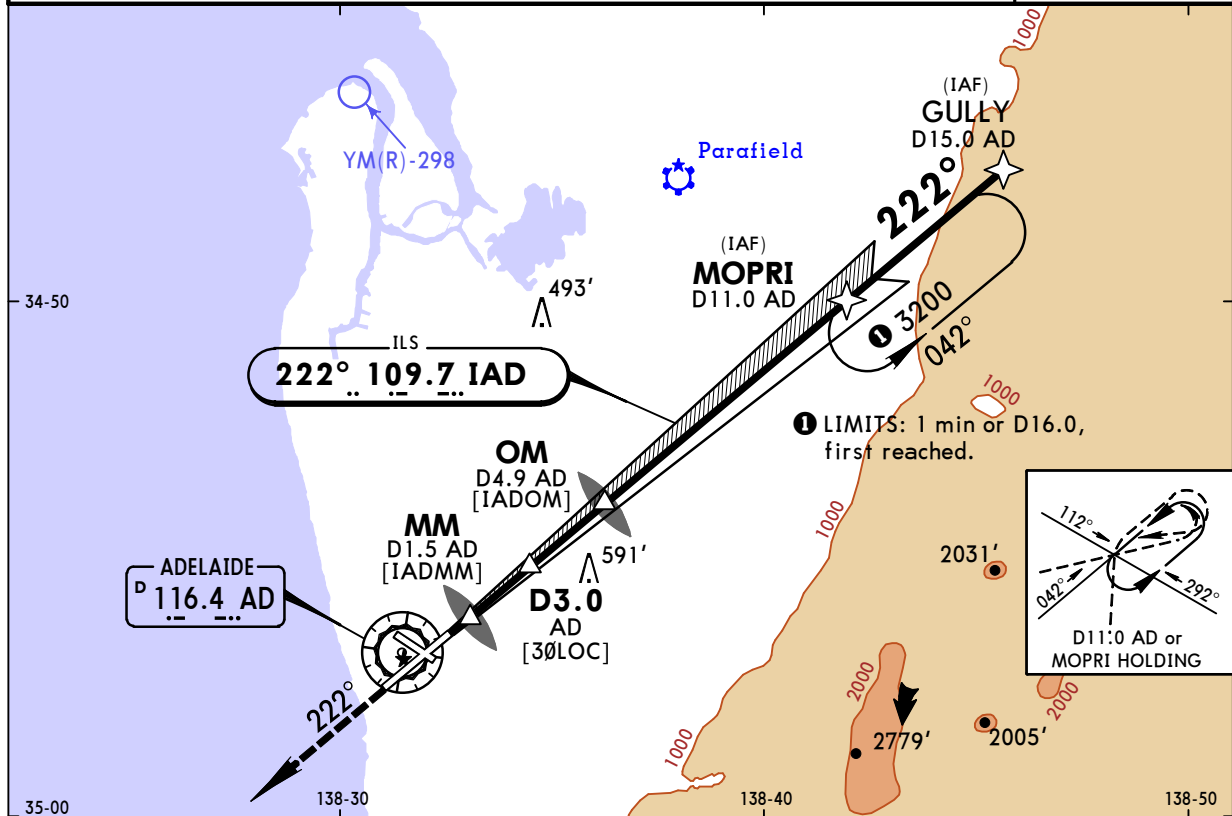 1000
(IAF)
GULLY
D15.0 AD
YM(R)-298
Parafield
222°
(IAF)
MOPRI
D11.0 AD
34-50
493'
❶ 3200
042°
ILS
222° 109.7 IAD
1000
❶ LIMITS: 1 min or D16.0,
first reached.
OM
D4.9 AD
[IADOM]
MM
D1.5 AD
[IADMM]
1000
591'
2031'
112°
042°
292°
D11.0 AD or
MOPRI HOLDING
ADELAIDE
D 116.4 AD
D3.0
AD
[3ØLOC]
222°
2000
2000
1000
2779'
2005'
35-00
138-30
138-40
138-50